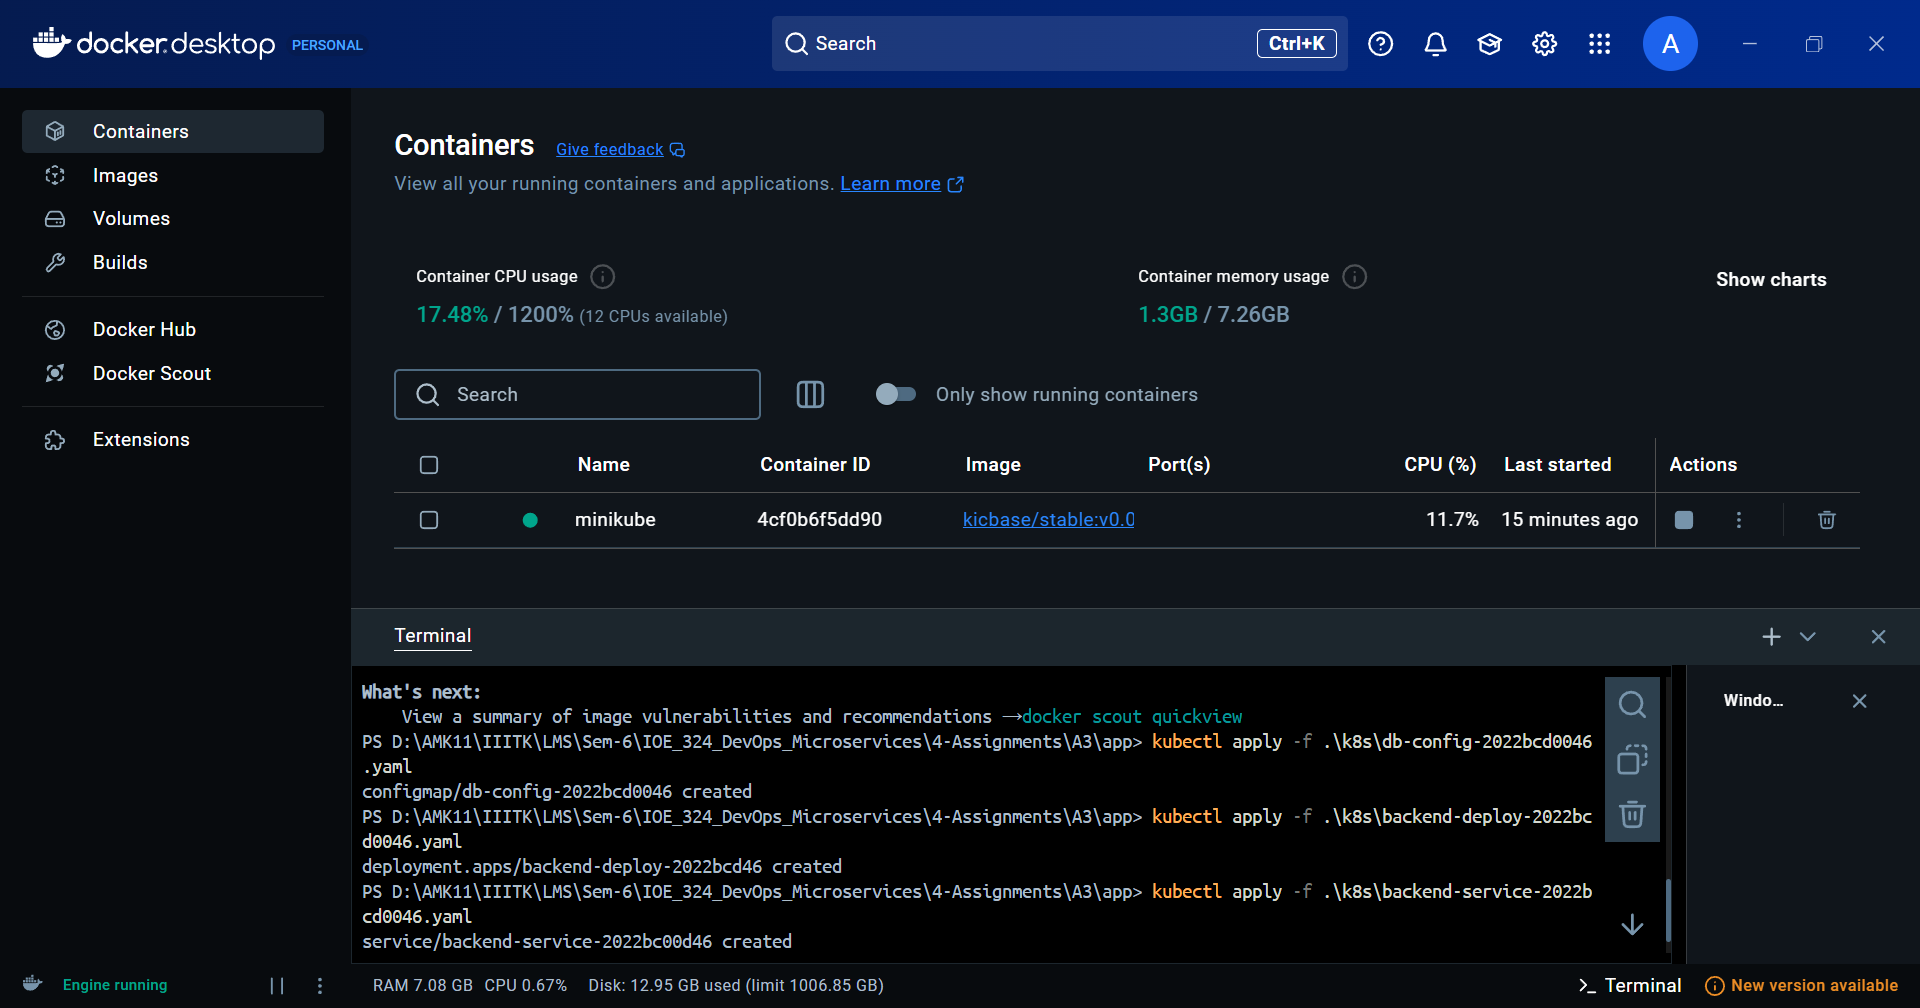 docker.desktop PERSONAL
Search Ctrl+K
A
Containers
Images
Volumes
Builds
Docker Hub
Docker Scout
Extensions
Containers Give feedback
View all your running containers and applications. Learn more
Container CPU usage
17.48% / 1200% (12 CPUs available)
Container memory usage
1.3GB / 7.26GB
Show charts
Search
Only show running containers
Name Container ID Image Port(s) CPU (%) Last started Actions
minikube 4cf0b6f5dd90 kicbase/stable:v0.0 11.7% 15 minutes ago
Terminal
What's next:
View a summary of image vulnerabilities and recommendations →docker scout quickview
PS D:\AMK11\IIITK\LMS\Sem-6\IOE_324_DevOps_Microservices\4-Assignments\A3\app> kubectl apply -f .\k8s\db-config-2022bcd0046
.yaml
configmap/db-config-2022bcd0046 created
PS D:\AMK11\IIITK\LMS\Sem-6\IOE_324_DevOps_Microservices\4-Assignments\A3\app> kubectl apply -f .\k8s\backend-deploy-2022bc
d0046.yaml
deployment.apps/backend-deploy-2022bcd46 created
PS D:\AMK11\IIITK\LMS\Sem-6\IOE_324_DevOps_Microservices\4-Assignments\A3\app> kubectl apply -f .\k8s\backend-service-2022b
cd0046.yaml
service/backend-service-2022bc00d46 created
Windo...
Engine running
RAM 7.08 GB CPU 0.67% Disk: 12.95 GB used (limit 1006.85 GB)
Terminal
New version available